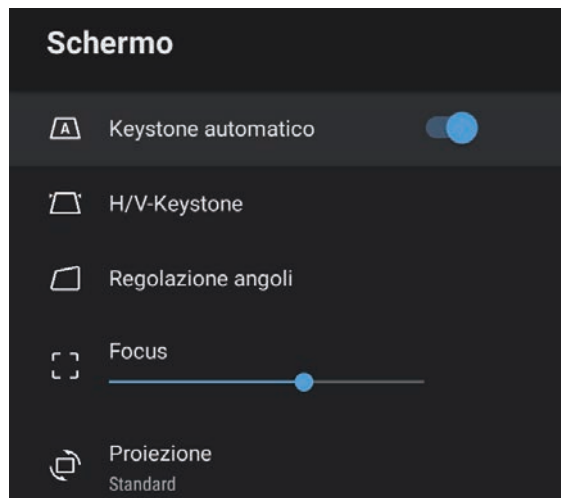 Schermo
A Keystone automatico
H/V-Keystone
Regolazione angoli
Focus
Proiezione
Standard